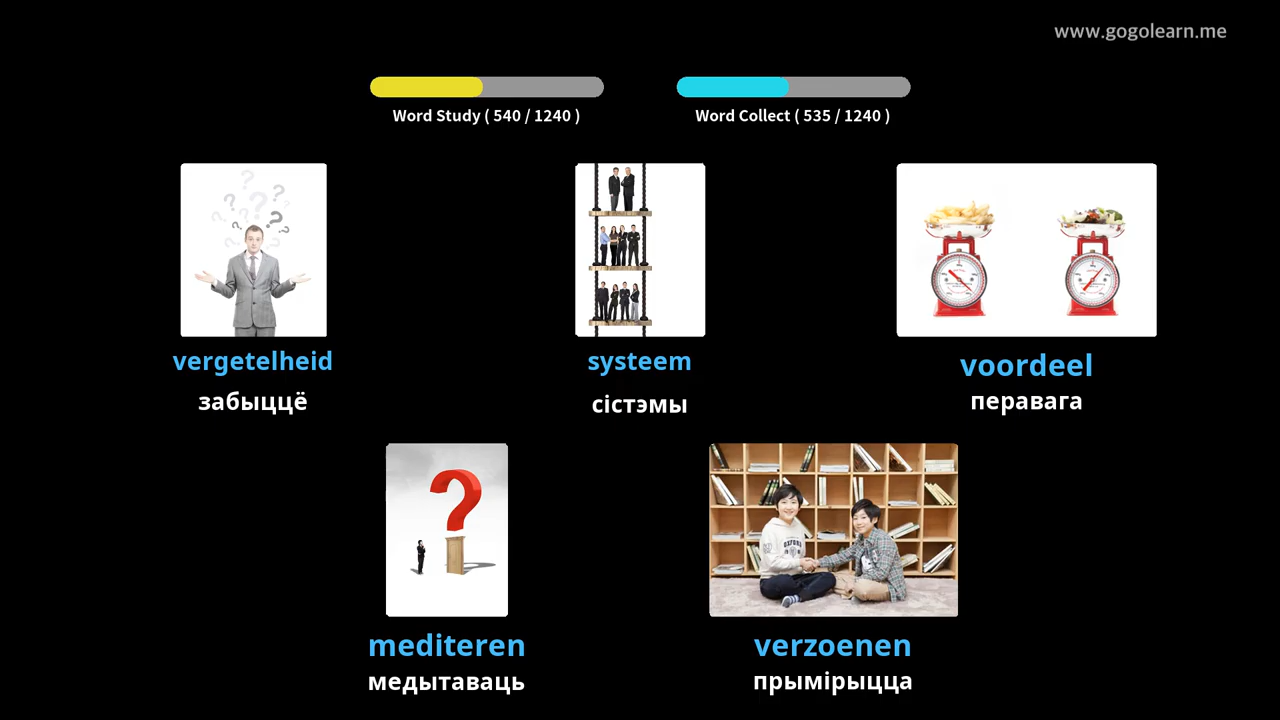 www.gogolearn.me
Word Study ( 540 / 1240 )
Word Collect ( 535 / 1240 )
vergetelheid
забыццё
systeem
сістэмы
voordeel
перавага
mediteren
медытаваць
verzoenen
прымірыцца
OXFORD